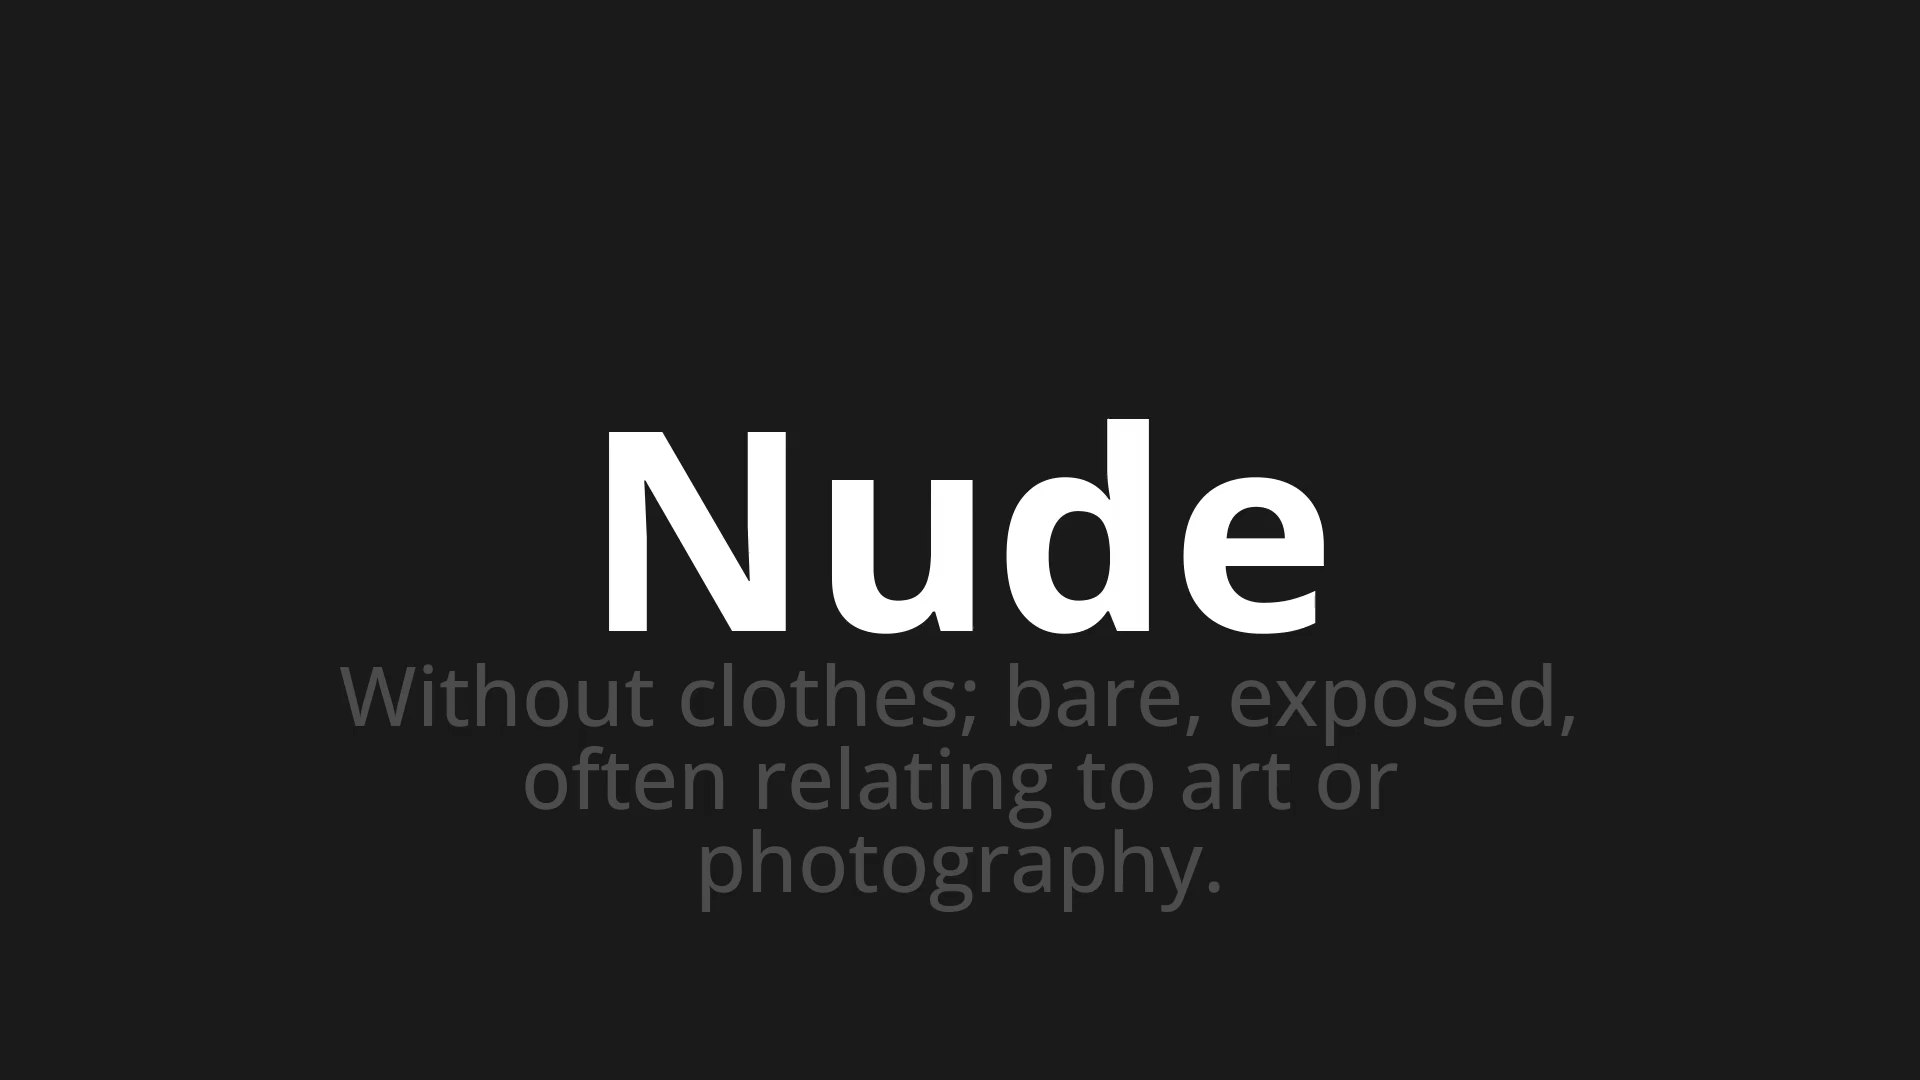 Nude
Without clothes; bare, exposed,
often relating to art or
photography.